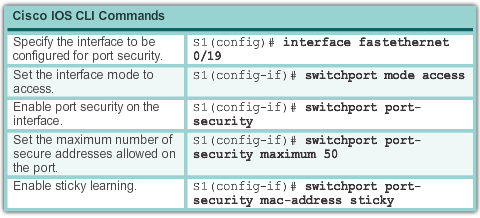 Cisco IOS CLI Commands
Specify the interface to be
configured for port security.
S1(config)# interface fastethernet
0/19
Set the interface mode to
access.
S1(config-if)# switchport mode access
Enable port security on the
interface.
S1(config-if)# switchport port-
security
Set the maximum number of
secure addresses allowed on
the port.
S1(config-if)# switchport port-
security maximum 50
Enable sticky learning.
S1(config-if)# switchport port-
security mac-address sticky